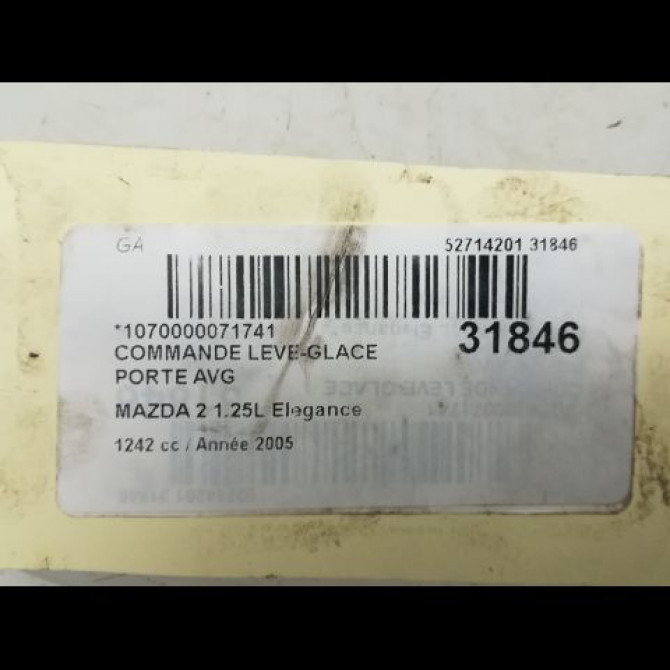 GA 52714201 31846
*1070000071741 31846
COMMANDE LEVE-GLACE
PORTE AVG
MAZDA 2 1.25L Elegance
1242 cc / Année 2005